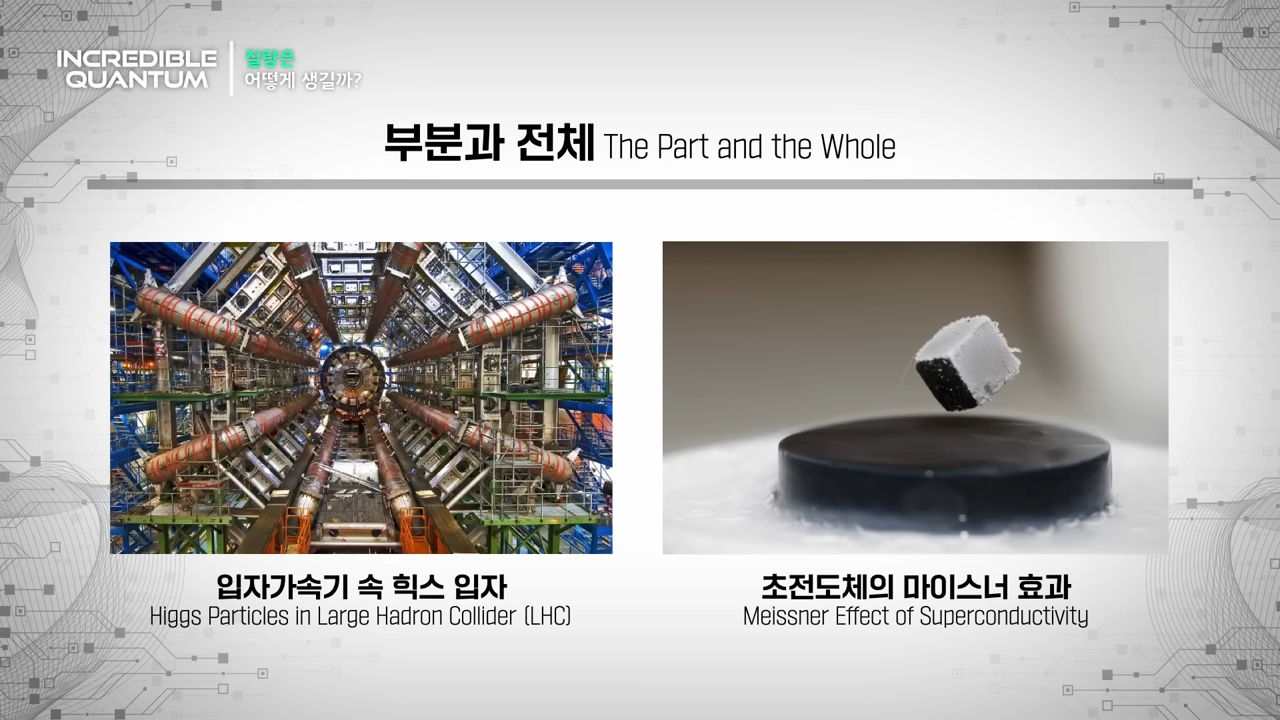 INCREDIBLE
QUANTUM
질량은
어떻게 생길까?
부분과 전체 The Part and the Whole
입자가속기 속 힉스 입자
Higgs Particles in Large Hadron Collider (LHC)
초전도체의 마이스너 효과
Meissner Effect of Superconductivity